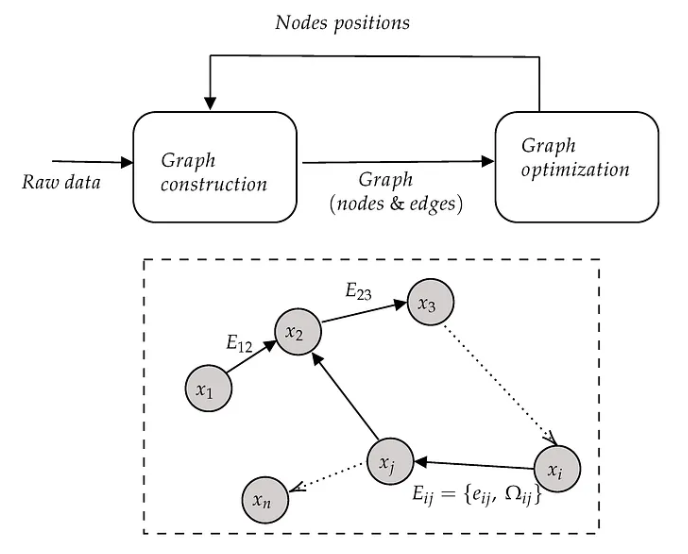 Nodes positions
Graph
construction
Graph
optimization
Raw data
Graph
(nodes & edges)
E₂₃
x₃
E₁₂
x₂
x₁
xⱼ
xᵢ
Eᵢⱼ = {eᵢⱼ, Ωᵢⱼ}
xₙ